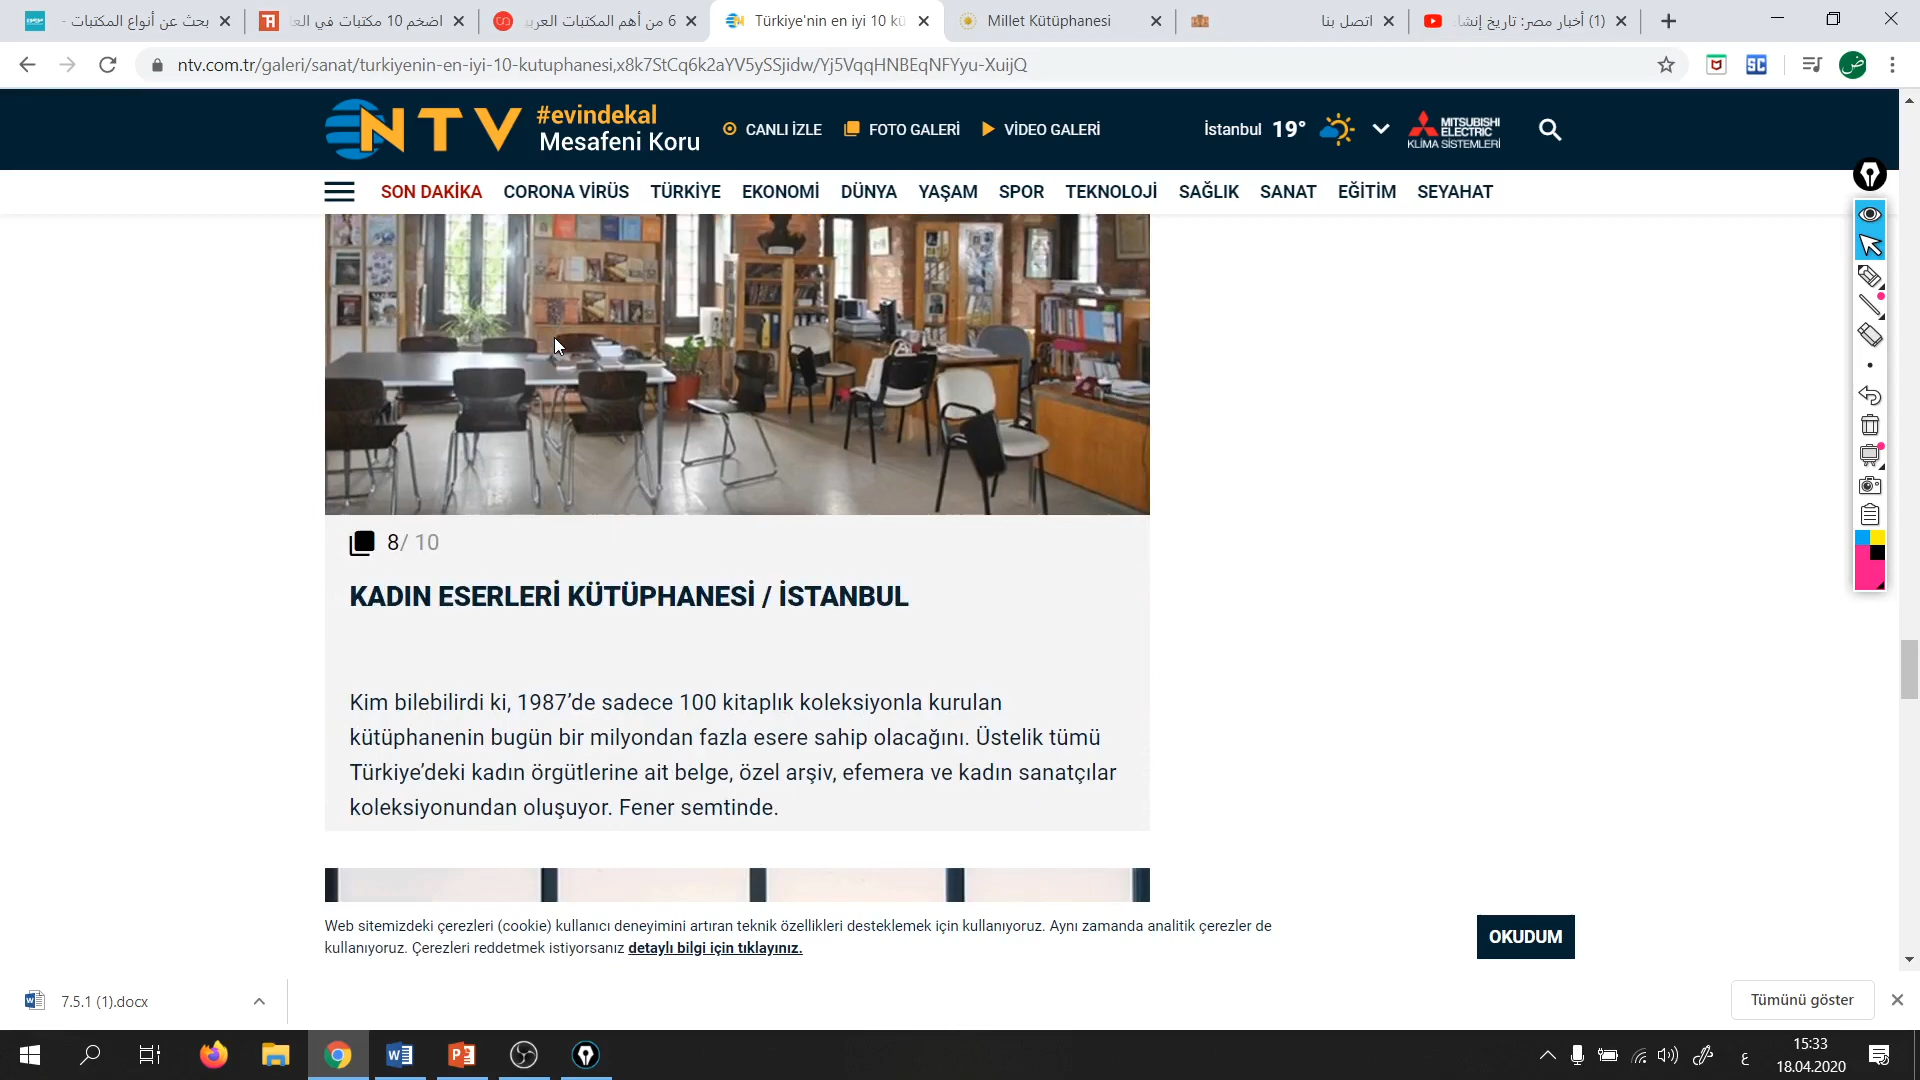 بحث عن أنواع المكتبات -
اضخم 10 مكتبات في
6 من أهم المكتبات
Türkiye'nin en iyi 10 kü
Millet Kütüphanesi
اتصل بنا
(1) أخبار مصر: تاريخ إنشا
ntv.com.tr/galeri/sanat/turkiyenin-en-iyi-10-kutuphanesi,x8k7StCq6k2aYV5ySSjidw/Yj5VqqHNBEqNFYyu-XuijQ
SC
ض
NTV
#evindekal
Mesafeni Koru
CANLI İZLE
FOTO GALERİ
VİDEO GALERİ
İstanbul 19°
MITSUBISHI
ELECTRIC
KLİMA SİSTEMLERİ
SON DAKİKA
CORONA VİRÜS
TÜRKİYE
EKONOMİ
DÜNYA
YAŞAM
SPOR
TEKNOLOJİ
SAĞLIK
SANAT
EĞİTİM
SEYAHAT
8/ 10
KADIN ESERLERİ KÜTÜPHANESİ / İSTANBUL
Kim bilebilirdi ki, 1987’de sadece 100 kitaplık koleksiyonla kurulan
kütüphanenin bugün bir milyondan fazla esere sahip olacağını. Üstelik tümü
Türkiye’deki kadın örgütlerine ait belge, özel arşiv, efemera ve kadın sanatçılar
koleksiyonundan oluşuyor. Fener semtinde.
Web sitemizdeki çerezleri (cookie) kullanıcı deneyimini artıran teknik özellikleri desteklemek için kullanıyoruz. Aynı zamanda analitik çerezler de
kullanıyoruz. Çerezleri reddetmek istiyorsanız detaylı bilgi için tıklayınız.
OKUDUM
7.5.1 (1).docx
Tümünü göster
ع
15:33
18.04.2020